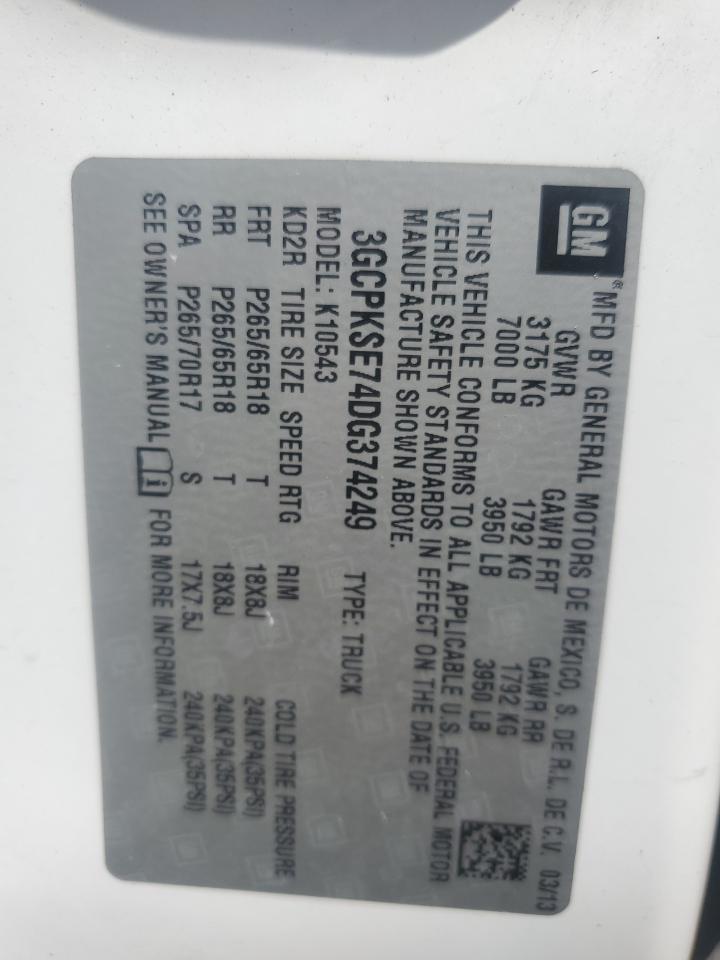 GM® MFD BY GENERAL MOTORS DE MEXICO, S. DE R.L. DE C.V. 03/13
GVWR GAWR FRT GAWR RR
3175 KG 1792 KG 1792 KG
7000 LB 3950 LB 3950 LB
THIS VEHICLE CONFORMS TO ALL APPLICABLE U.S. FEDERAL MOTOR
VEHICLE SAFETY STANDARDS IN EFFECT ON THE DATE OF
MANUFACTURE SHOWN ABOVE.
3GCPKSE74DG374249 TYPE: TRUCK
MODEL: K10543
KD2R TIRE SIZE SPEED RTG RIM COLD TIRE PRESSURE
FRT P265/65R18 T 18X8J 240KPA(35PSI)
RR P265/65R18 T 18X8J 240KPA(35PSI)
SPA P265/70R17 S 17X7.5J 240KPA(35PSI)
SEE OWNER'S MANUAL i FOR MORE INFORMATION.